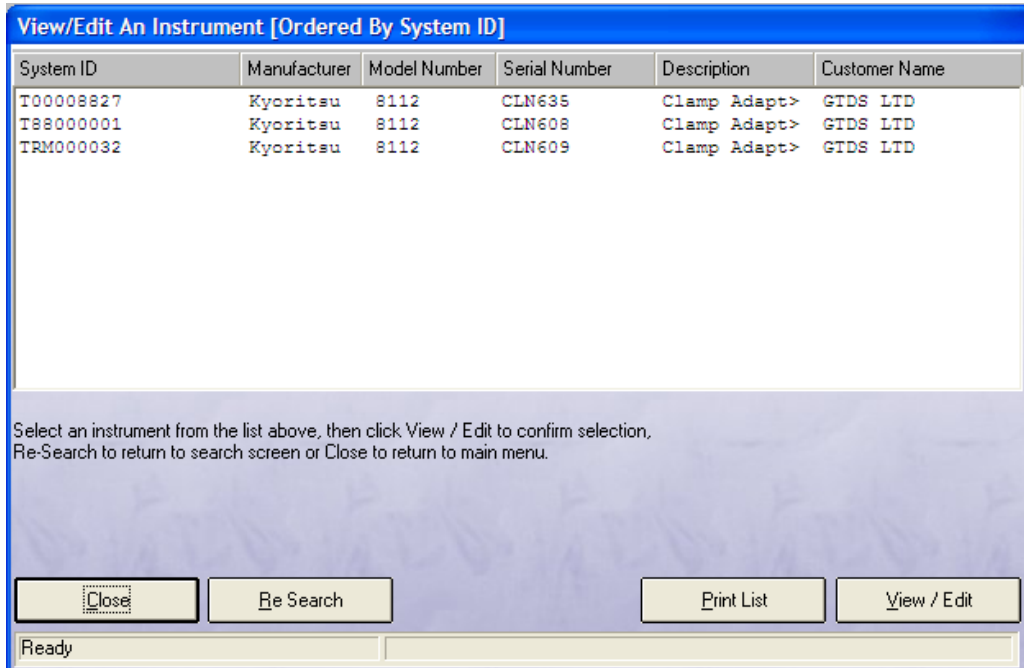 View/Edit An Instrument [Ordered By System ID]
System ID Manufacturer Model Number Serial Number Description Customer Name
T00008827 Kyoritsu 8112 CLN635 Clamp Adapt> GTDS LTD
T88000001 Kyoritsu 8112 CLN608 Clamp Adapt> GTDS LTD
TRM000032 Kyoritsu 8112 CLN609 Clamp Adapt> GTDS LTD
Select an instrument from the list above, then click View / Edit to confirm selection,
Re-Search to return to search screen or Close to return to main menu.
Close Re Search Print List View / Edit
Ready